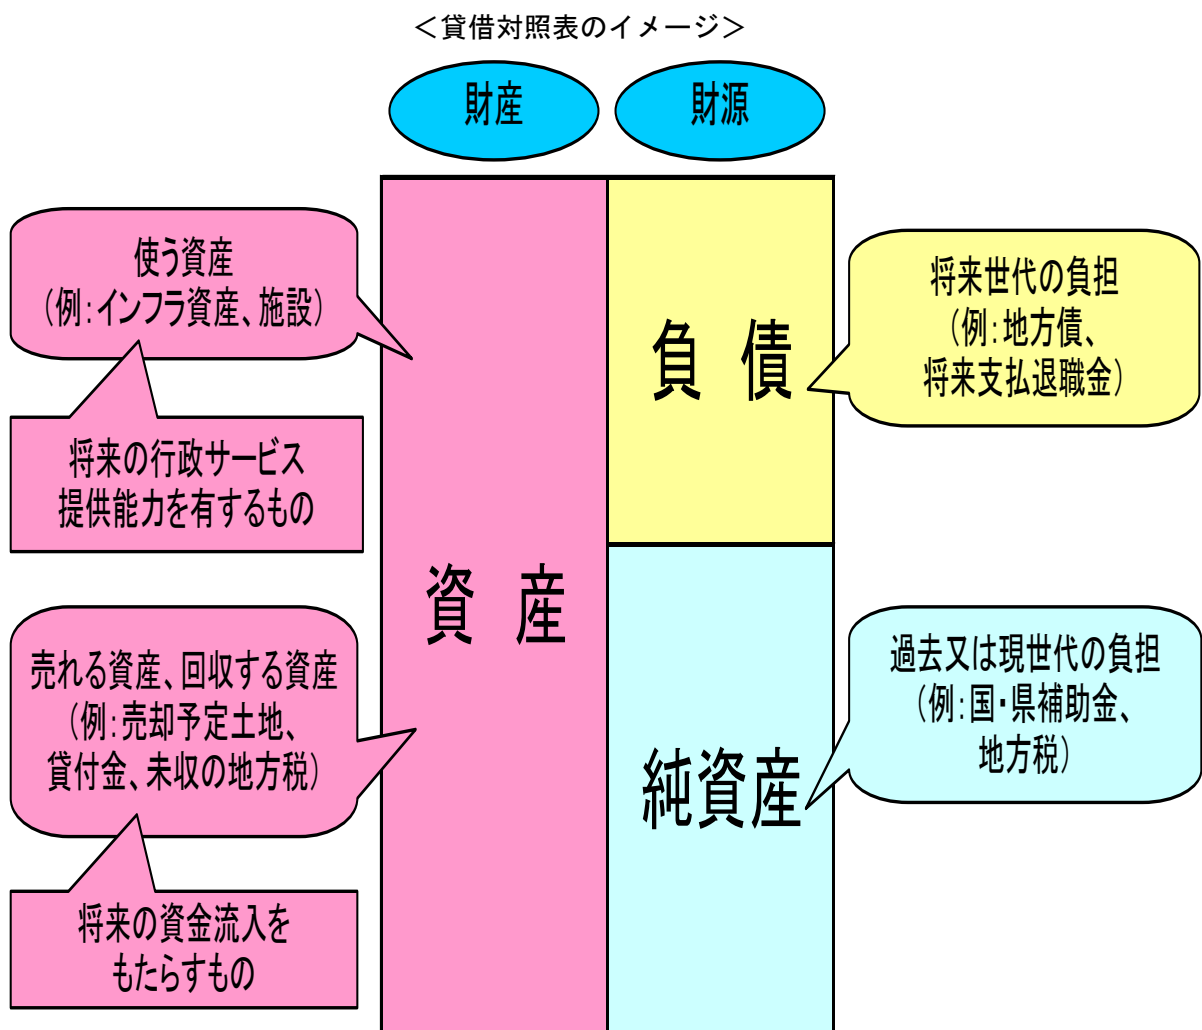 ＜貸借対照表のイメージ＞
財産
財源
使う資産
（例：インフラ資産、施設）
将来の行政サービス
提供能力を有するもの
売れる資産、回収する資産
（例：売却予定土地、
貸付金、未収の地方税）
将来の資金流入を
もたらすもの
資　産
負　債
純資産
将来世代の負担
（例：地方債、
将来支払退職金）
過去又は現世代の負担
（例：国・県補助金、
地方税）